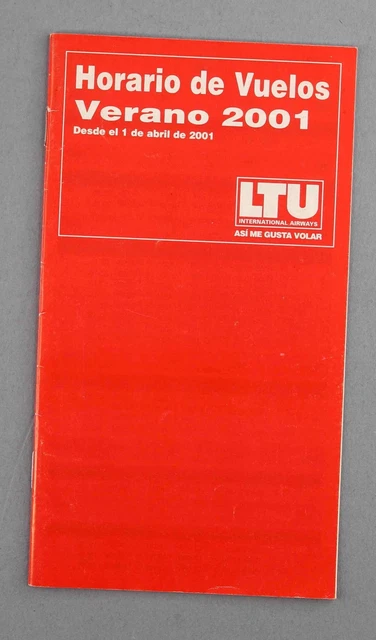 Horario de Vuelos
Verano 2001
Desde el 1 de abril de 2001
LTU
INTERNATIONAL AIRWAYS
ASÍ ME GUSTA VOLAR